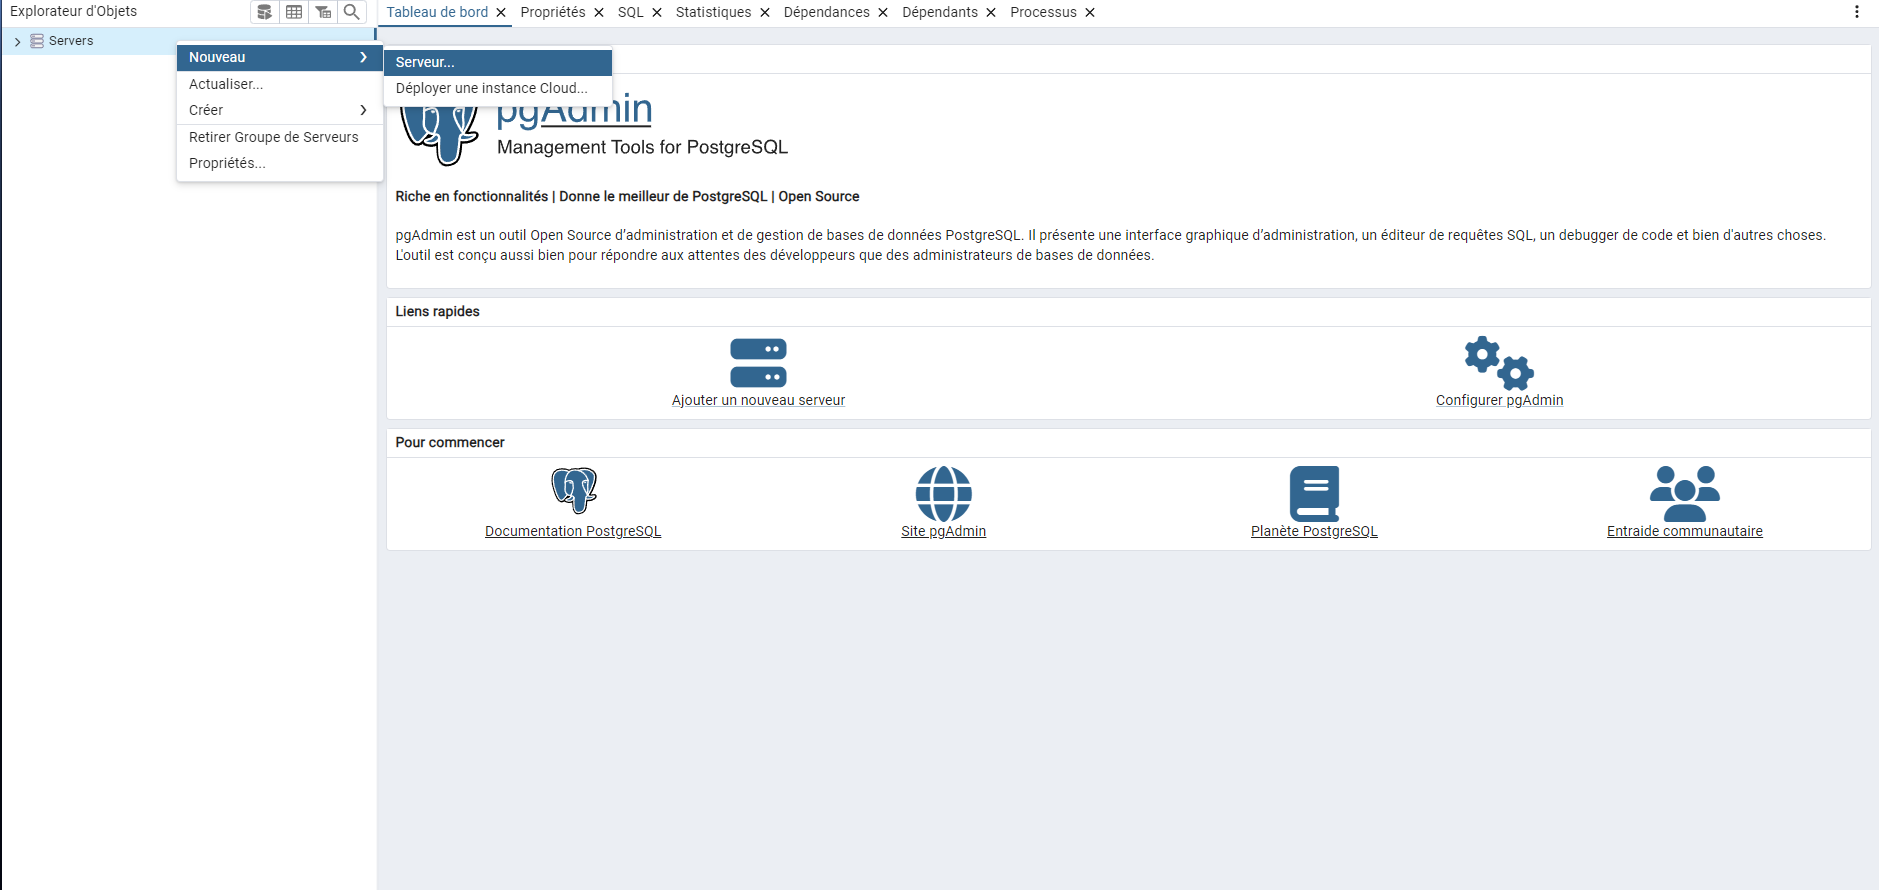 Explorateur d'Objets
Tableau de bord Propriétés SQL Statistiques Dépendances Dépendants Processus
Servers
Nouveau
Actualiser...
Créer
Retirer Groupe de Serveurs
Propriétés...
Serveur...
Déployer une instance Cloud...
pgAdmin
Management Tools for PostgreSQL
Riche en fonctionnalités | Donne le meilleur de PostgreSQL | Open Source
pgAdmin est un outil Open Source d’administration et de gestion de bases de données PostgreSQL. Il présente une interface graphique d’administration, un éditeur de requêtes SQL, un debugger de code et bien d'autres choses.
L'outil est conçu aussi bien pour répondre aux attentes des développeurs que des administrateurs de bases de données.
Liens rapides
Ajouter un nouveau serveur
Configurer pgAdmin
Pour commencer
Documentation PostgreSQL
Site pgAdmin
Planète PostgreSQL
Entraide communautaire